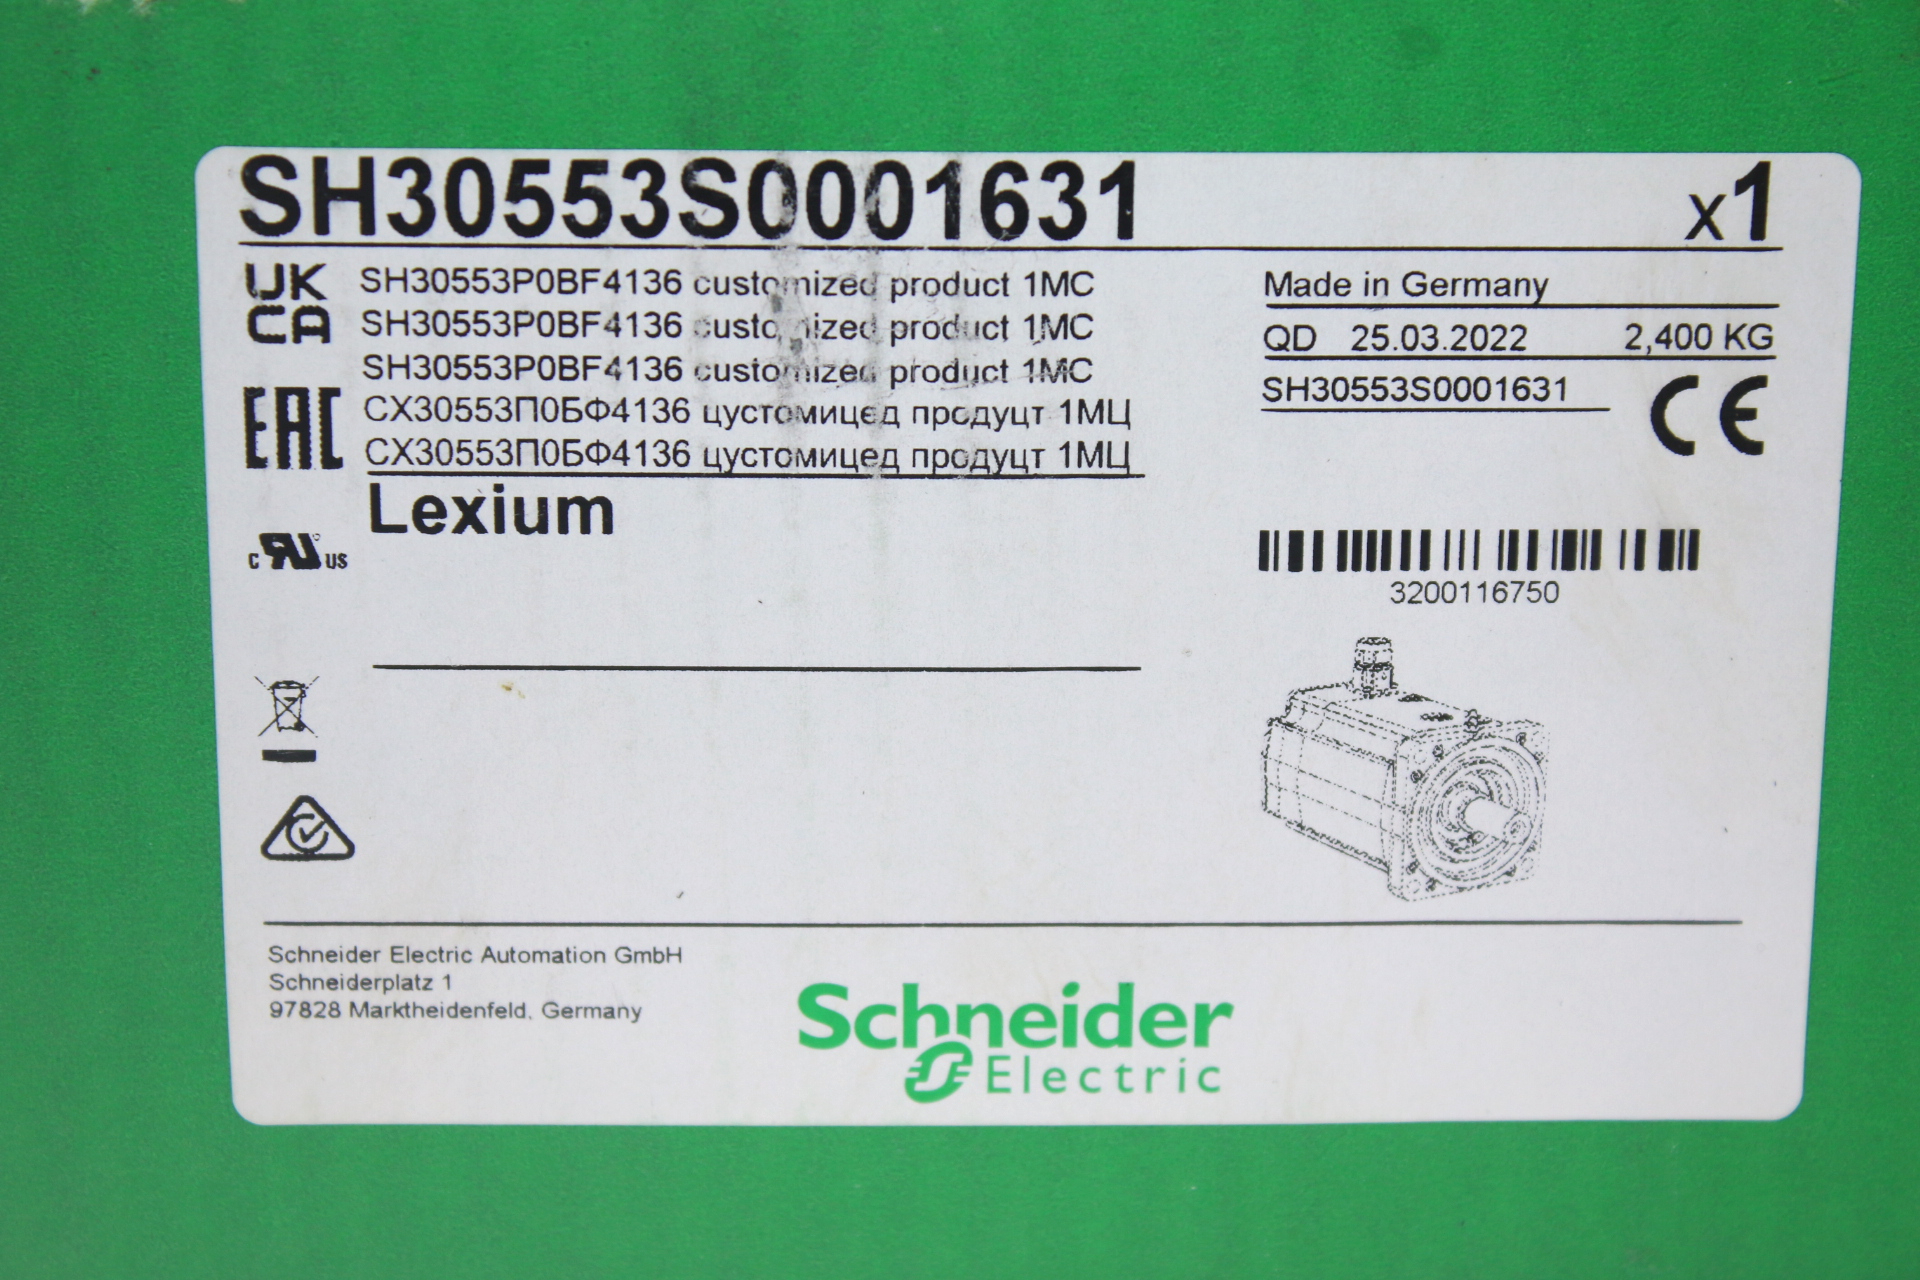 SH30553S0001631 x1
UK
CA
SH30553P0BF4136 customized product 1MC
SH30553P0BF4136 customized product 1MC
SH30553P0BF4136 customized product 1MC
СХ30553П0БФ4136 цустомицед продуцт 1МЦ
СХ30553П0БФ4136 цустомицед продуцт 1МЦ
EAC
Lexium
c RU US
Made in Germany
QD 25.03.2022 2,400 KG
SH30553S0001631
CE
3200116750
Schneider Electric Automation GmbH
Schneiderplatz 1
97828 Marktheidenfeld, Germany
Schneider
Electric